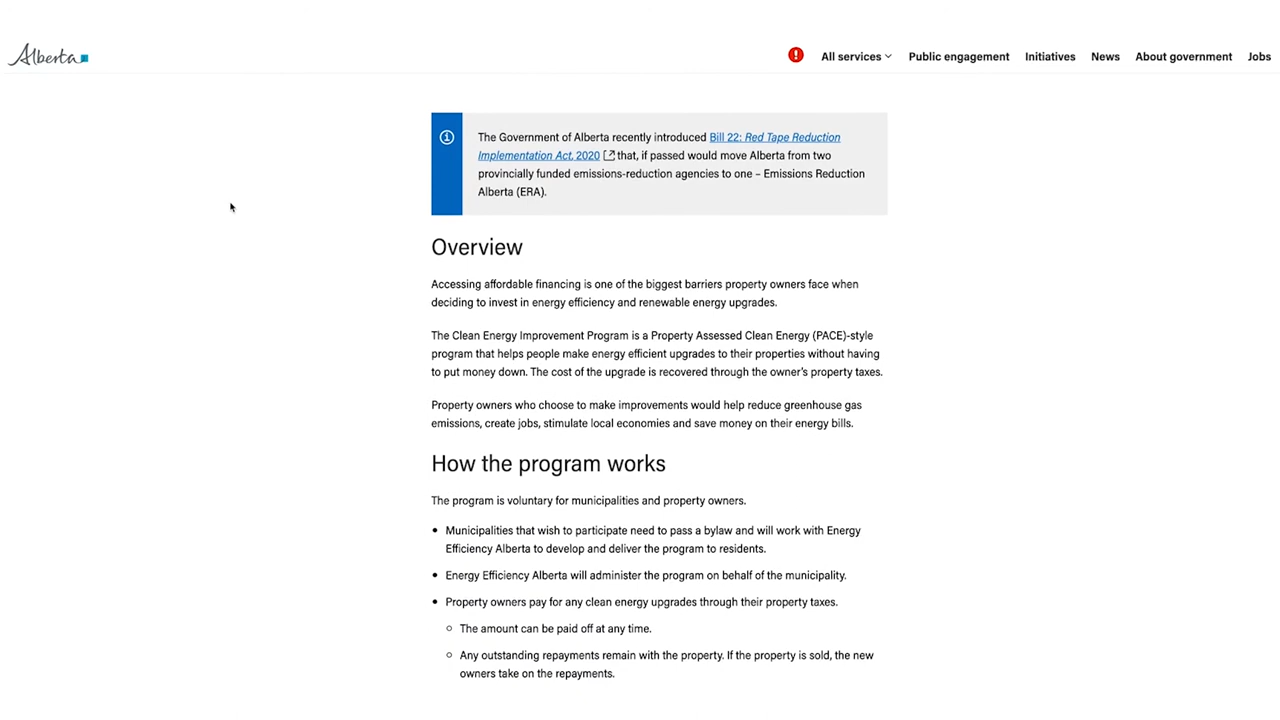 Alberta
All services
Public engagement
Initiatives
News
About government
Jobs
The Government of Alberta recently introduced Bill 22: Red Tape Reduction
Implementation Act, 2020 that, if passed would move Alberta from two
provincially funded emissions-reduction agencies to one – Emissions Reduction
Alberta (ERA).
Overview
Accessing affordable financing is one of the biggest barriers property owners face when
deciding to invest in energy efficiency and renewable energy upgrades.
The Clean Energy Improvement Program is a Property Assessed Clean Energy (PACE)-style
program that helps people make energy efficient upgrades to their properties without having
to put money down. The cost of the upgrade is recovered through the owner's property taxes.
Property owners who choose to make improvements would help reduce greenhouse gas
emissions, create jobs, stimulate local economies and save money on their energy bills.
How the program works
The program is voluntary for municipalities and property owners.
• Municipalities that wish to participate need to pass a bylaw and will work with Energy
Efficiency Alberta to develop and deliver the program to residents.
• Energy Efficiency Alberta will administer the program on behalf of the municipality.
• Property owners pay for any clean energy upgrades through their property taxes.
○ The amount can be paid off at any time.
○ Any outstanding repayments remain with the property. If the property is sold, the new
owners take on the repayments.